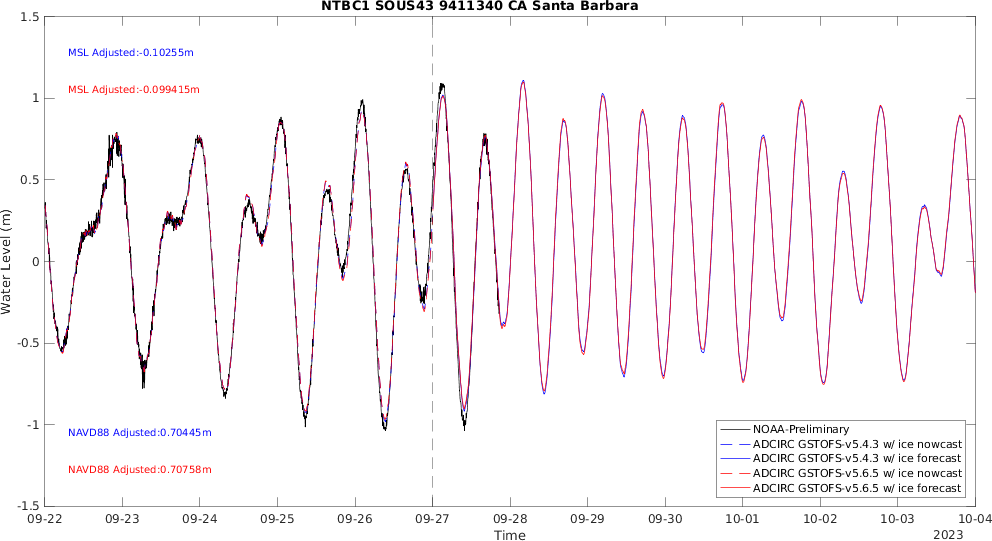 NTBC1 SOUS43 9411340 CA Santa Barbara
1.5
MSL Adjusted:-0.10255m
MSL Adjusted:-0.099415m
1
0.5
0
-0.5
-1
-1.5
Water Level (m)
NAVD88 Adjusted:0.70445m
NAVD88 Adjusted:0.70758m
NOAA-Preliminary
ADCIRC GSTOFS-v5.4.3 w/ ice nowcast
ADCIRC GSTOFS-v5.4.3 w/ ice forecast
ADCIRC GSTOFS-v5.6.5 w/ ice nowcast
ADCIRC GSTOFS-v5.6.5 w/ ice forecast
09-22 09-23 09-24 09-25 09-26 09-27 09-28 09-29 09-30 10-01 10-02 10-03 10-04
Time
2023